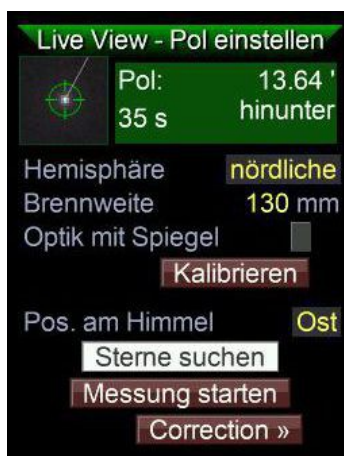 Live View - Pol einstellen
Pol: 13.64 '
35 s hinunter
Hemisphäre nördliche
Brennweite 130 mm
Optik mit Spiegel
Kalibrieren
Pos. am Himmel Ost
Sterne suchen
Messung starten
Correction »